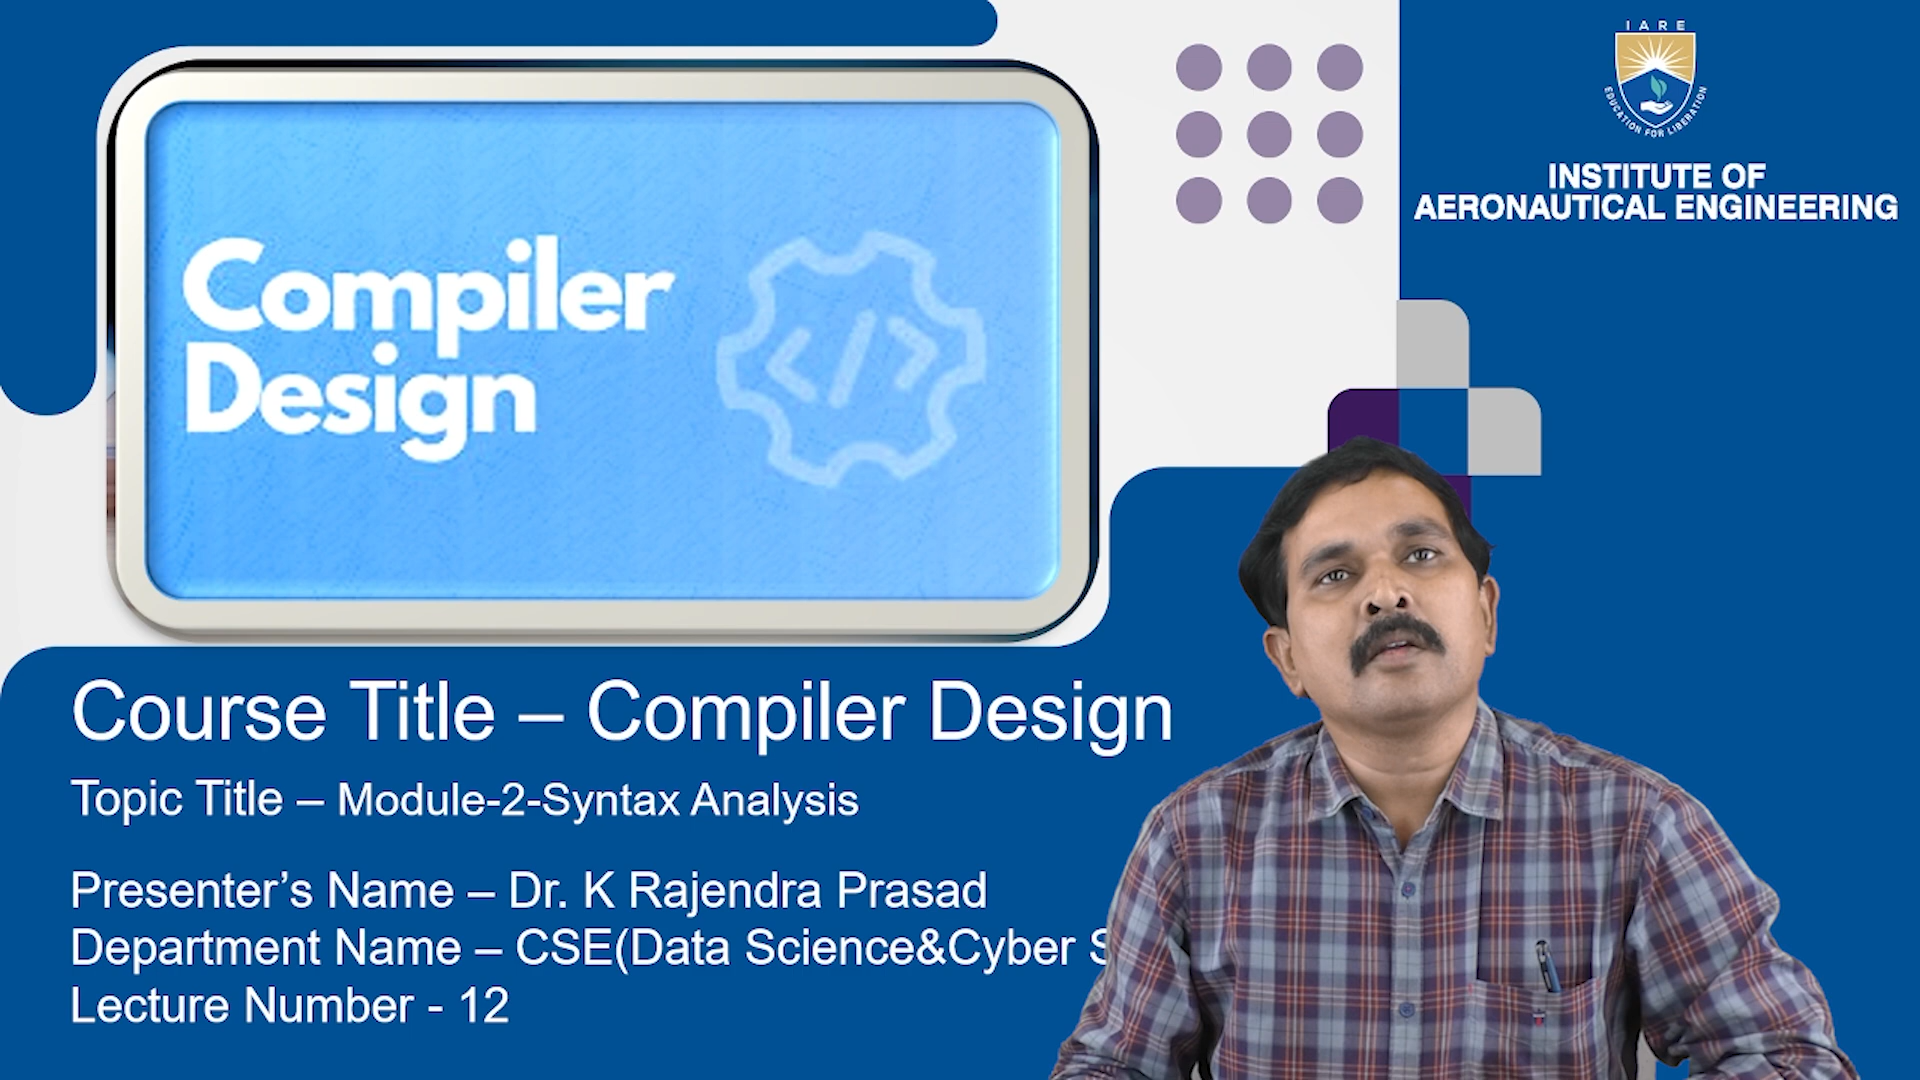 Compiler
Design
</>
IARE
EDUCATION FOR LIBERATION
INSTITUTE OF
AERONAUTICAL ENGINEERING
Course Title – Compiler Design
Topic Title – Module-2-Syntax Analysis
Presenter's Name – Dr. K Rajendra Prasad
Department Name – CSE(Data Science&Cyber
Lecture Number - 12